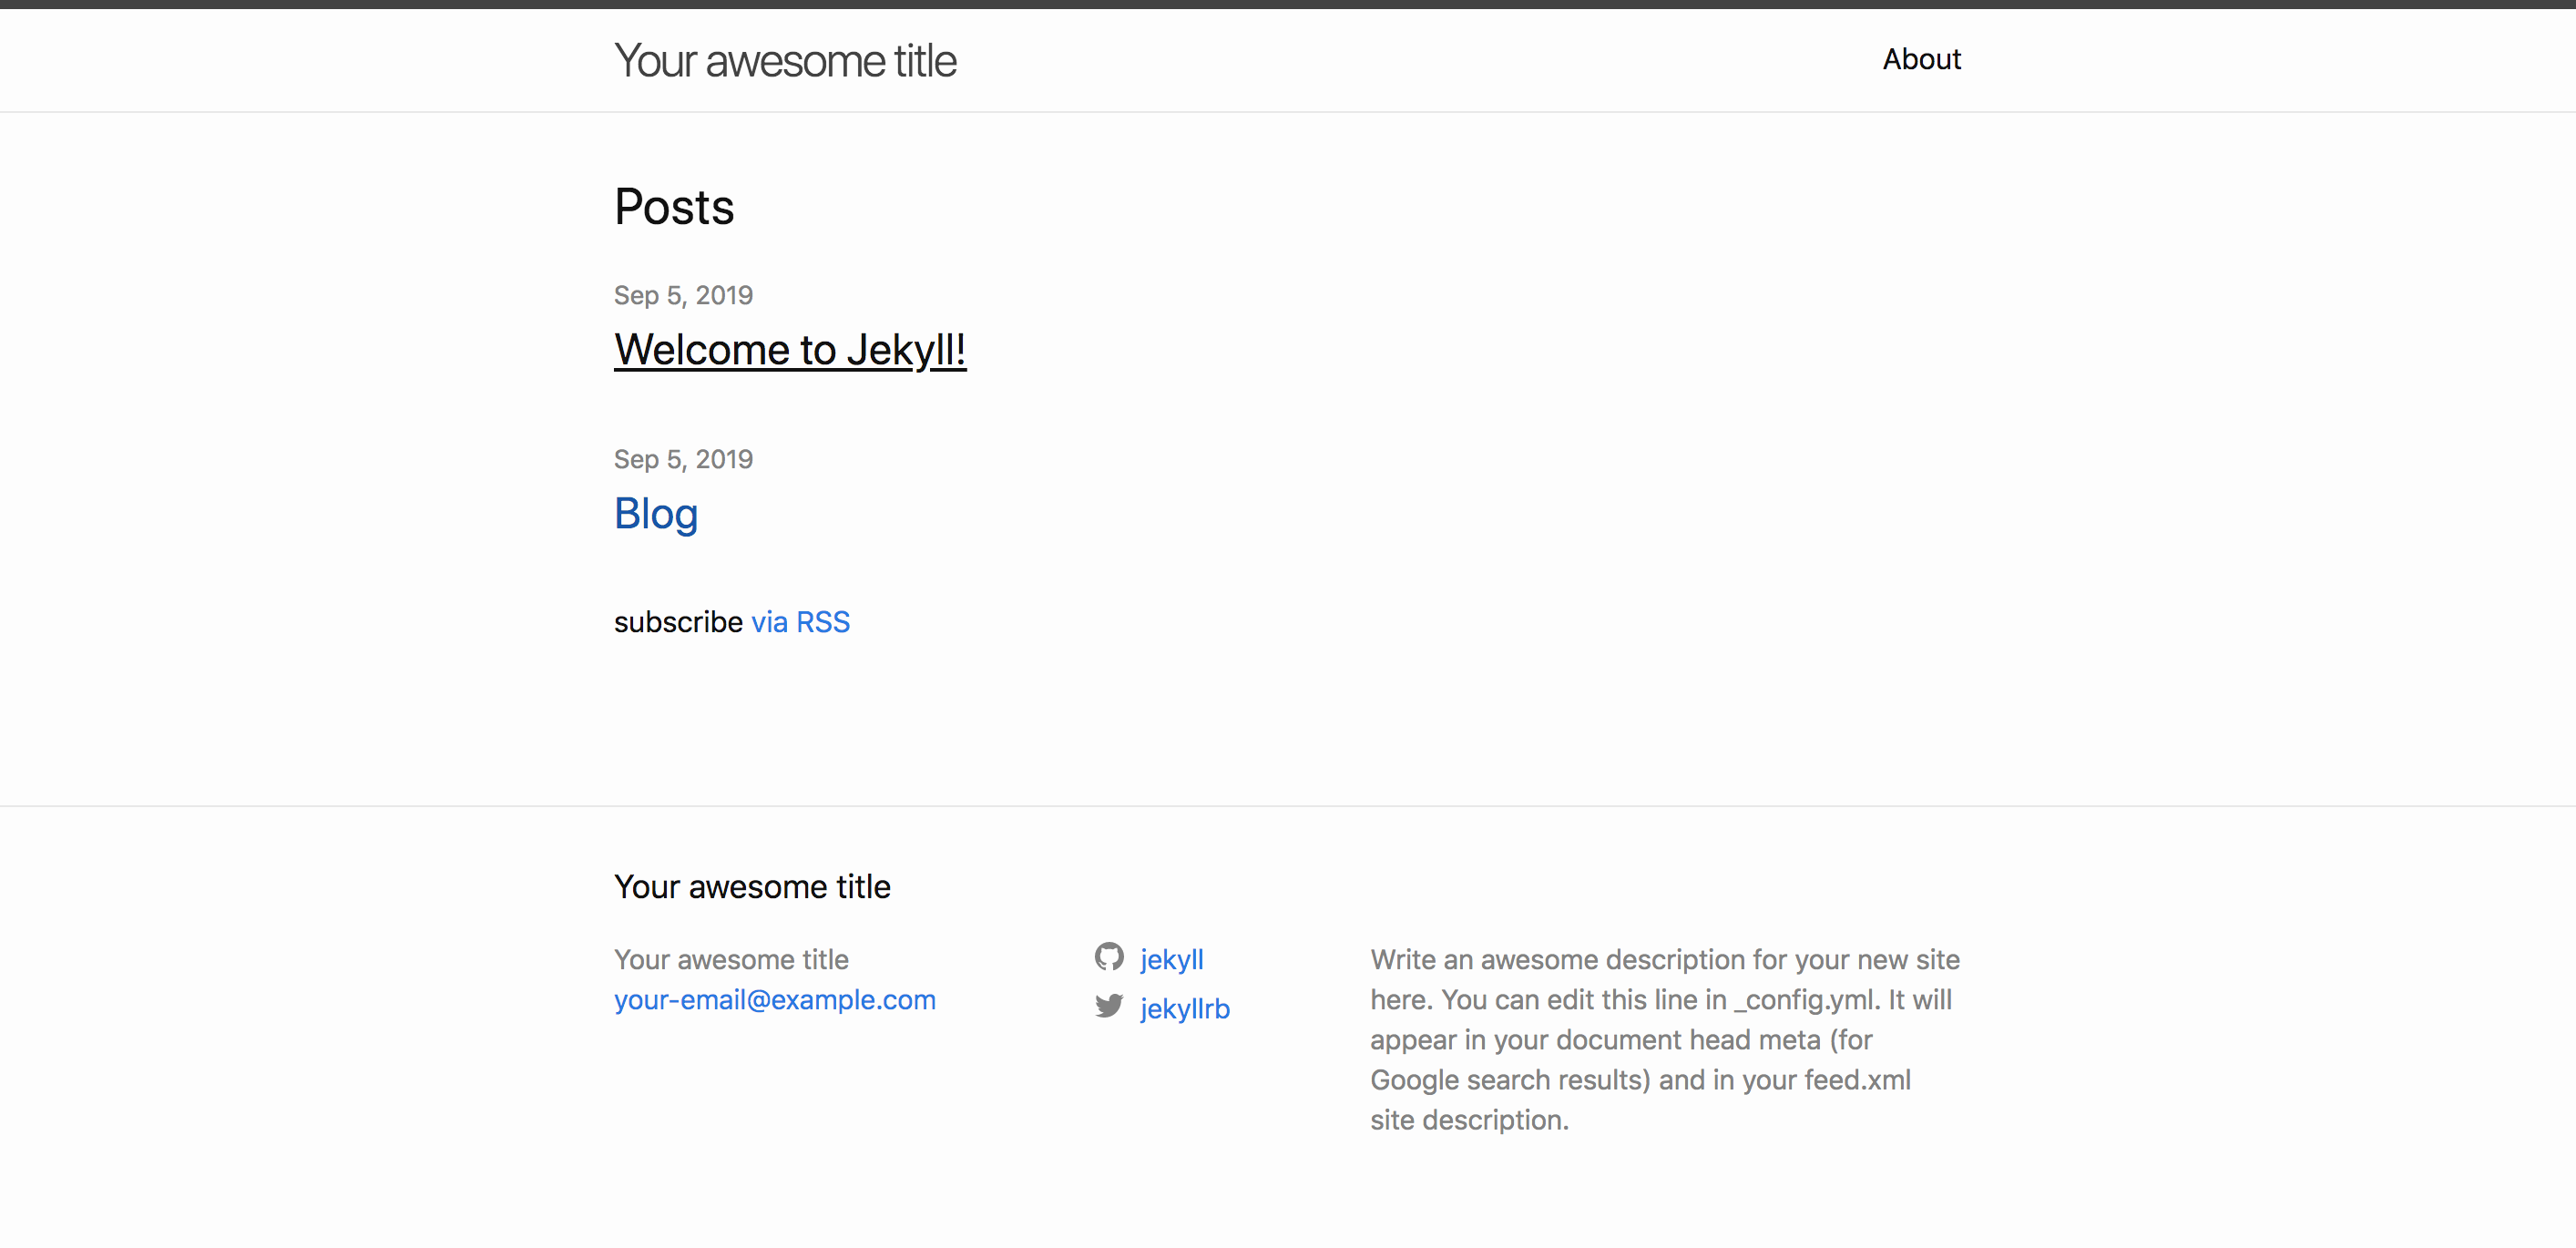 Your awesome title
About
Posts
Sep 5, 2019
Welcome to Jekyll!
Sep 5, 2019
Blog
subscribe via RSS
Your awesome title
Your awesome title
your-email@example.com
jekyll
jekyllrb
Write an awesome description for your new site
here. You can edit this line in _config.yml. It will
appear in your document head meta (for
Google search results) and in your feed.xml
site description.